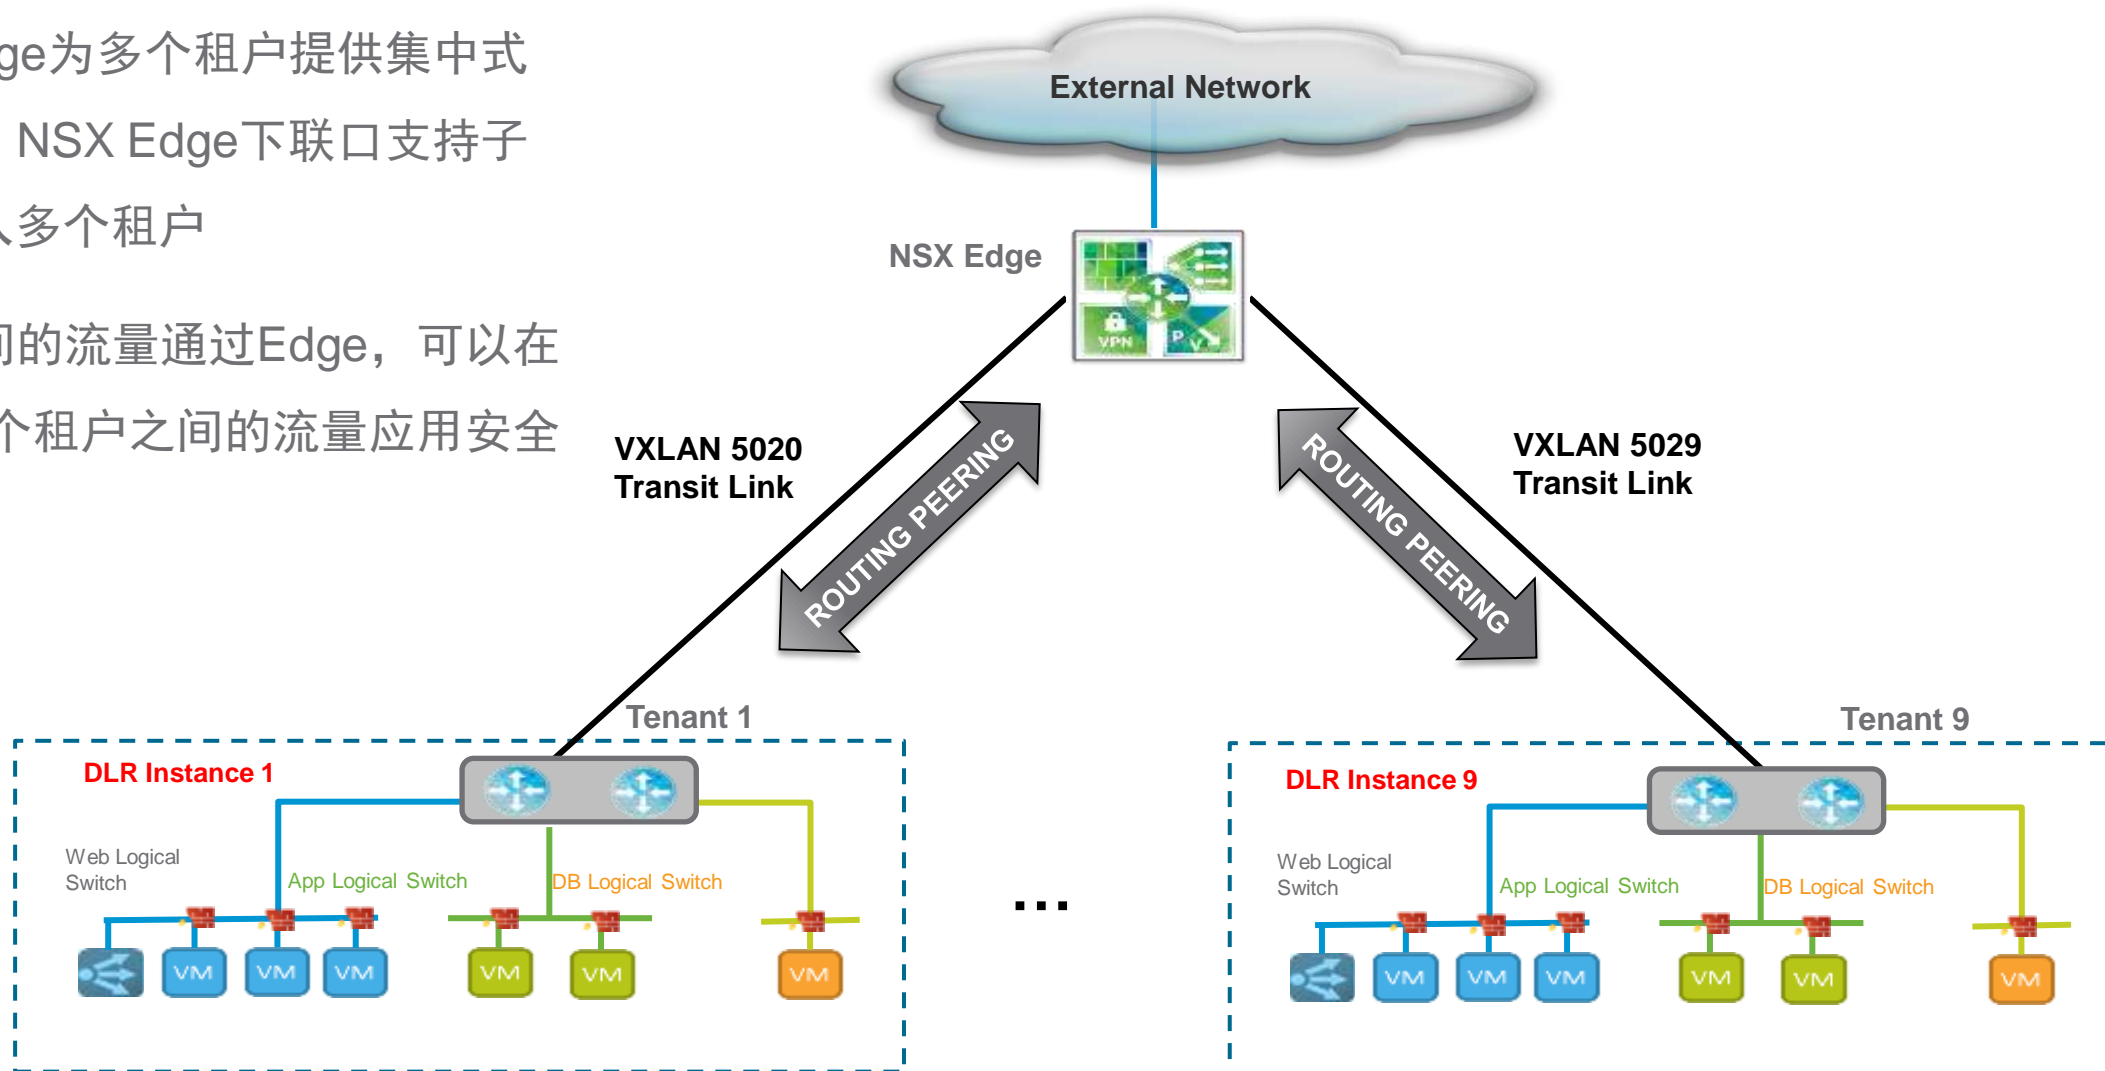 ge为多个租户提供集中式
NSX Edge下联口支持子
入多个租户
间的流量通过Edge，可以在
个租户之间的流量应用安全
External Network
NSX Edge
VPN
VXLAN 5020
Transit Link
VXLAN 5029
Transit Link
ROUTING PEERING
ROUTING PEERING
Tenant 1
Tenant 9
DLR Instance 1
DLR Instance 9
Web Logical
Switch
App Logical Switch
DB Logical Switch
Web Logical
Switch
App Logical Switch
DB Logical Switch
...
VM
VM
VM
VM
VM
VM
VM
VM
VM
VM
VM
VM